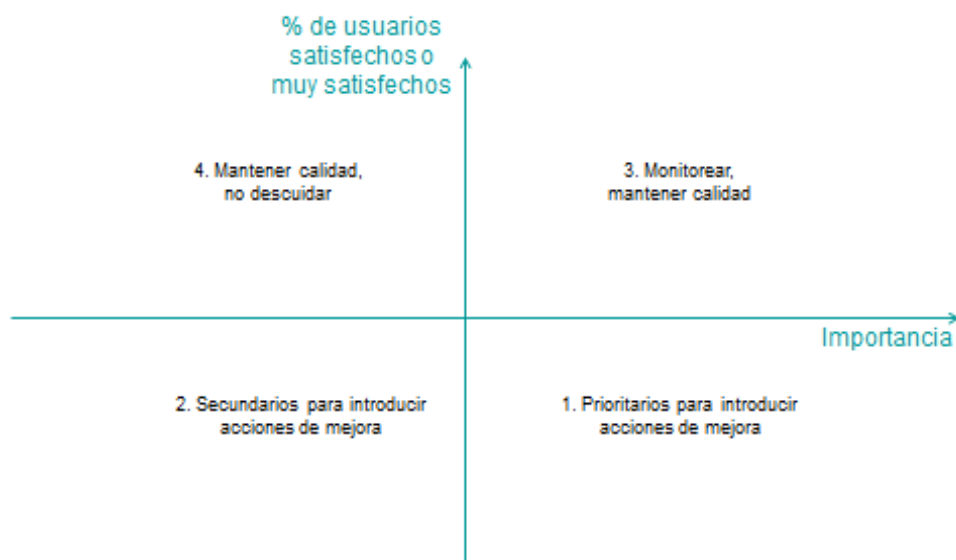 % de usuarios
satisfechos o
muy satisfechos
4. Mantener calidad,
no descuidar
3. Monitorear,
mantener calidad
Importancia
2. Secundarios para introducir
acciones de mejora
1. Prioritarios para introducir
acciones de mejora